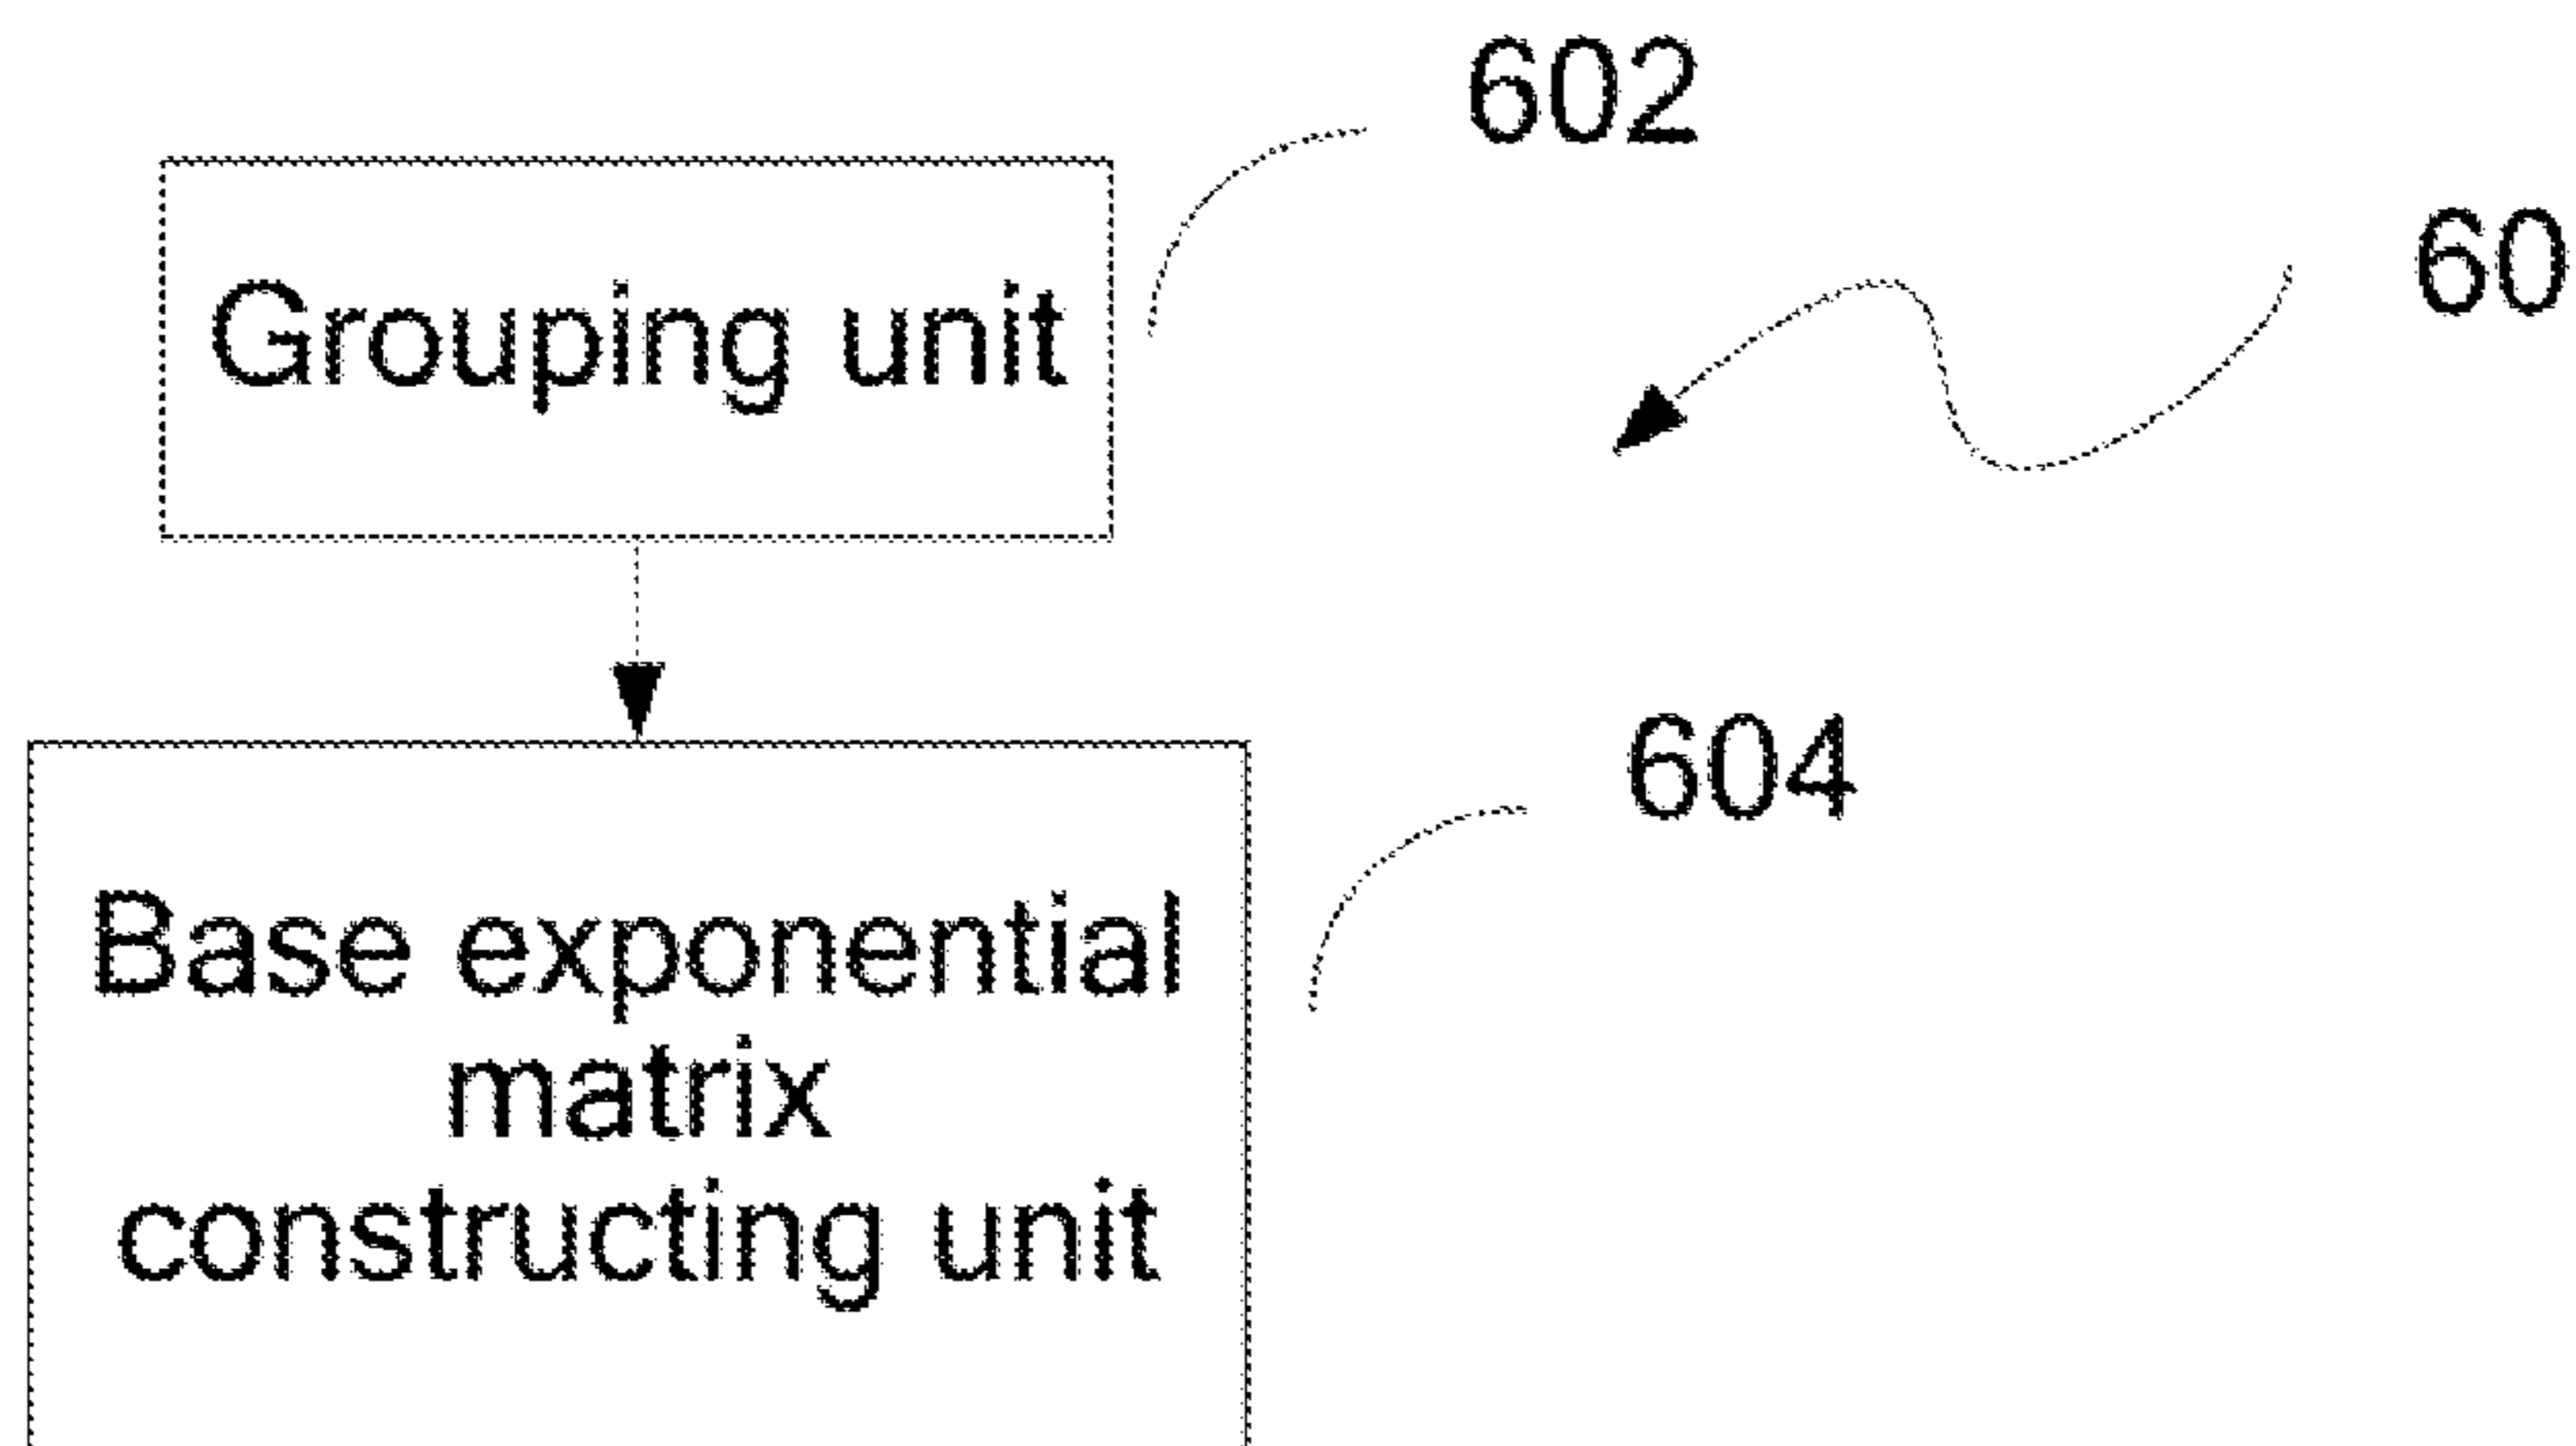 602
60
Grouping unit
604
Base exponential
matrix
constructing unit